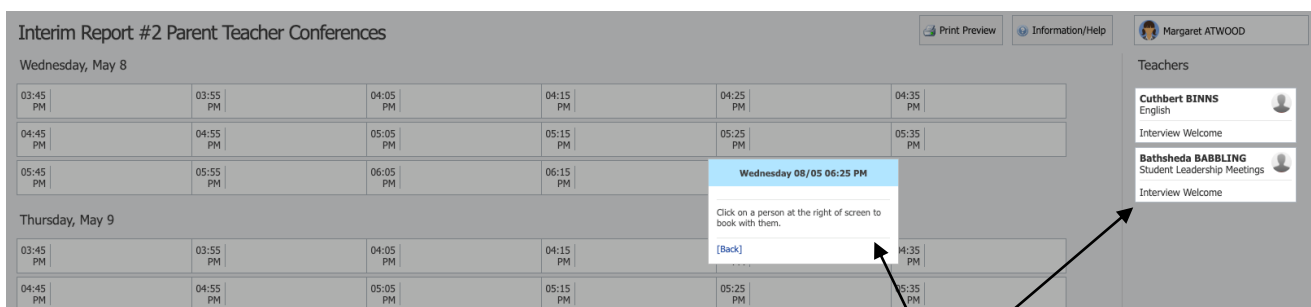 Interim Report #2 Parent Teacher Conferences
Print Preview
Information/Help
Margaret ATWOOD
Wednesday, May 8
Teachers
03:45 PM
03:55 PM
04:05 PM
04:15 PM
04:25 PM
04:35 PM
04:45 PM
04:55 PM
05:05 PM
05:15 PM
05:25 PM
05:35 PM
05:45 PM
05:55 PM
06:05 PM
06:15 PM
Wednesday 08/05 06:25 PM
Click on a person at the right of screen to
book with them.
[Back]
Cuthbert BINNS
English
Interview Welcome
Bathsheda BABBLING
Student Leadership Meetings
Interview Welcome
Thursday, May 9
03:45 PM
03:55 PM
04:05 PM
04:15 PM
04:35 PM
04:45 PM
04:55 PM
05:05 PM
05:15 PM
05:25 PM
05:35 PM